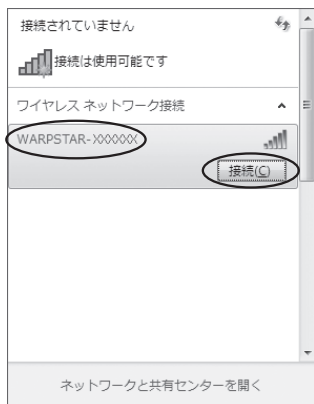 接続されていません
接続は使用可能です
ワイヤレス ネットワーク接続
WARPSTAR-XXXXXX
接続(C)
ネットワークと共有センターを開く